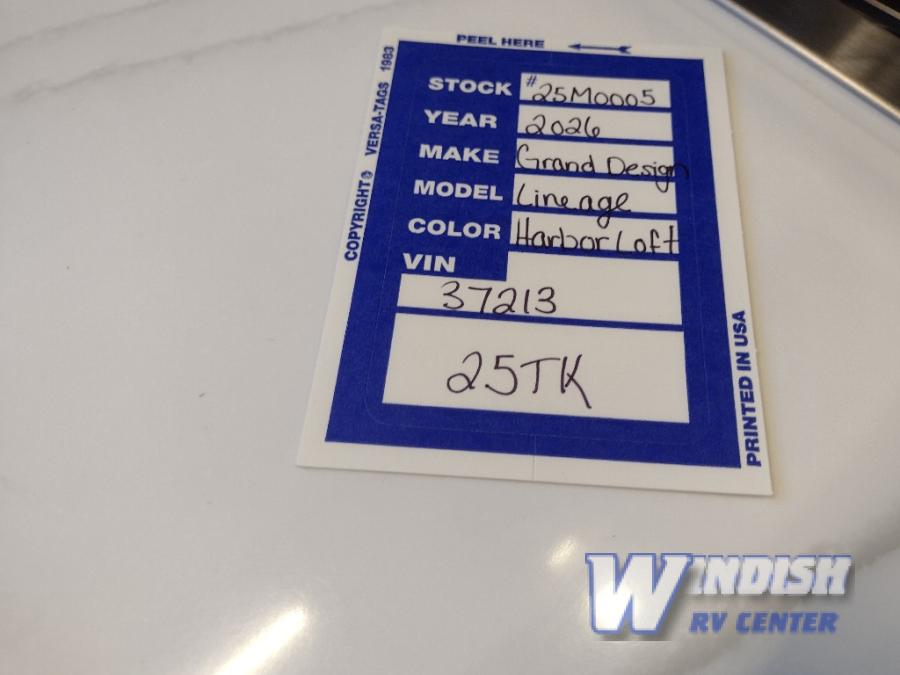 PEEL HERE
COPYRIGHT© VERSA-TAGS 1983
STOCK #25M0005
YEAR 2026
MAKE Grand Design
MODEL Lineage
COLOR Harbor Loft
VIN
37213
25TK
PRINTED IN USA
WINDISH
RV CENTER